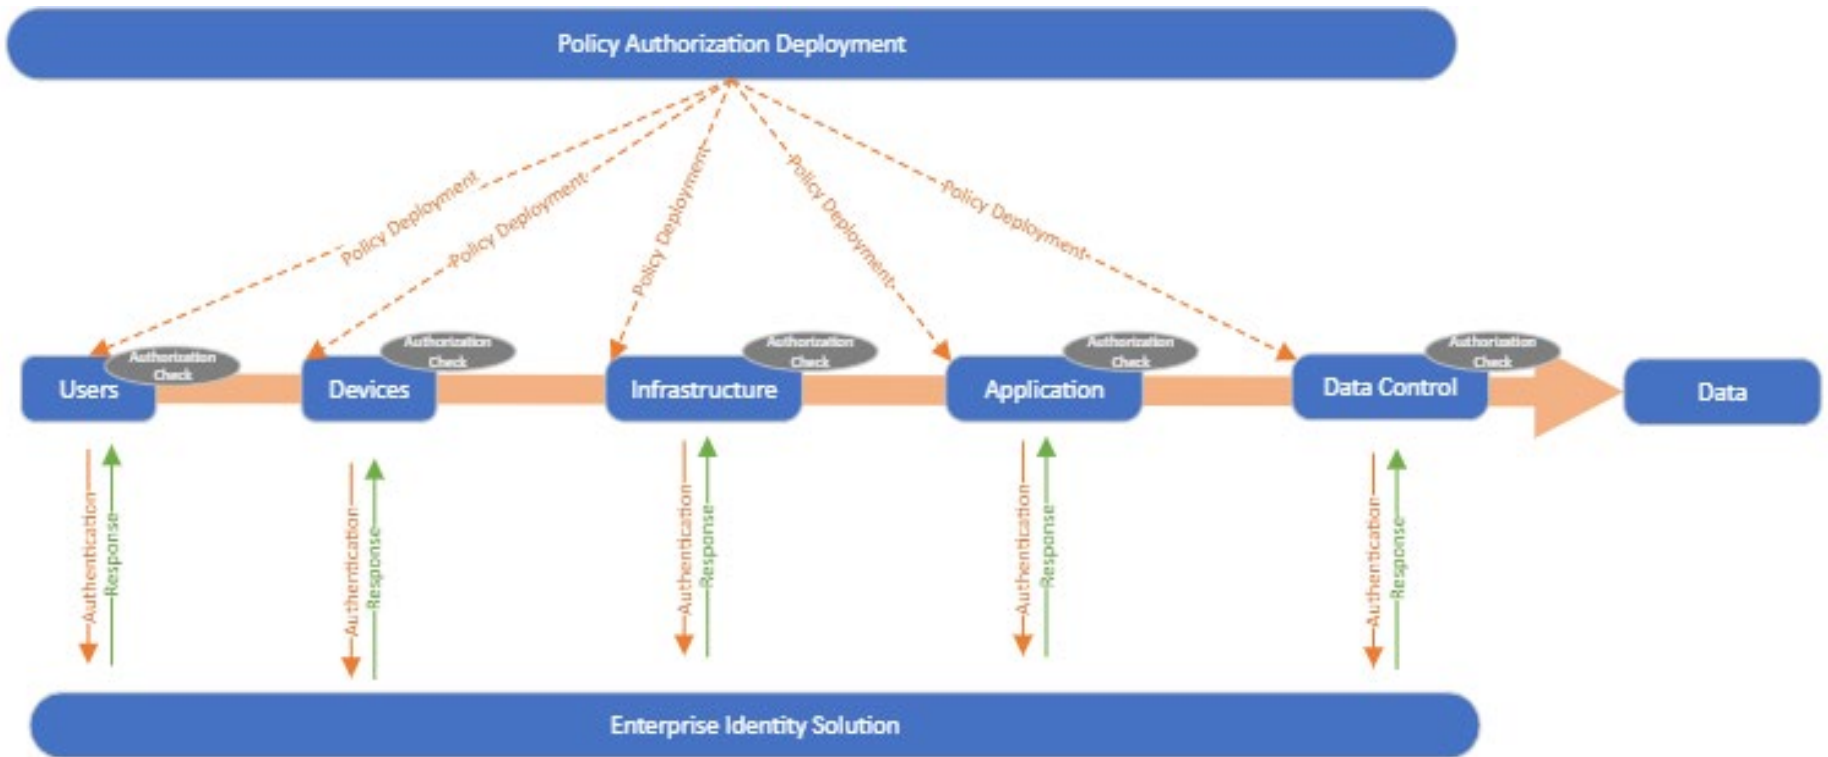 Policy Authorization Deployment
Policy Deployment
Policy Deployment
Policy Deployment
Policy Deployment
Policy Deployment
Authorization
Check
Authorization
Check
Authorization
Check
Authorization
Check
Authorization
Check
Users
Devices
Infrastructure
Application
Data Control
Data
Authentication
Response
Authentication
Response
Authentication
Response
Authentication
Response
Authentication
Response
Enterprise Identity Solution